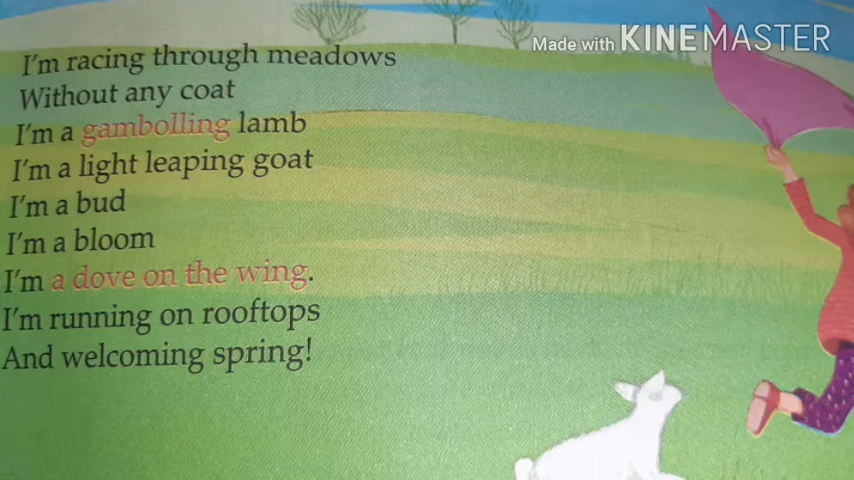 Made with KINEMASTER
I'm racing through meadows
Without any coat
I'm a gambolling lamb
I'm a light leaping goat
I'm a bud
I'm a bloom
I'm a dove on the wing.
I'm running on rooftops
And welcoming spring!